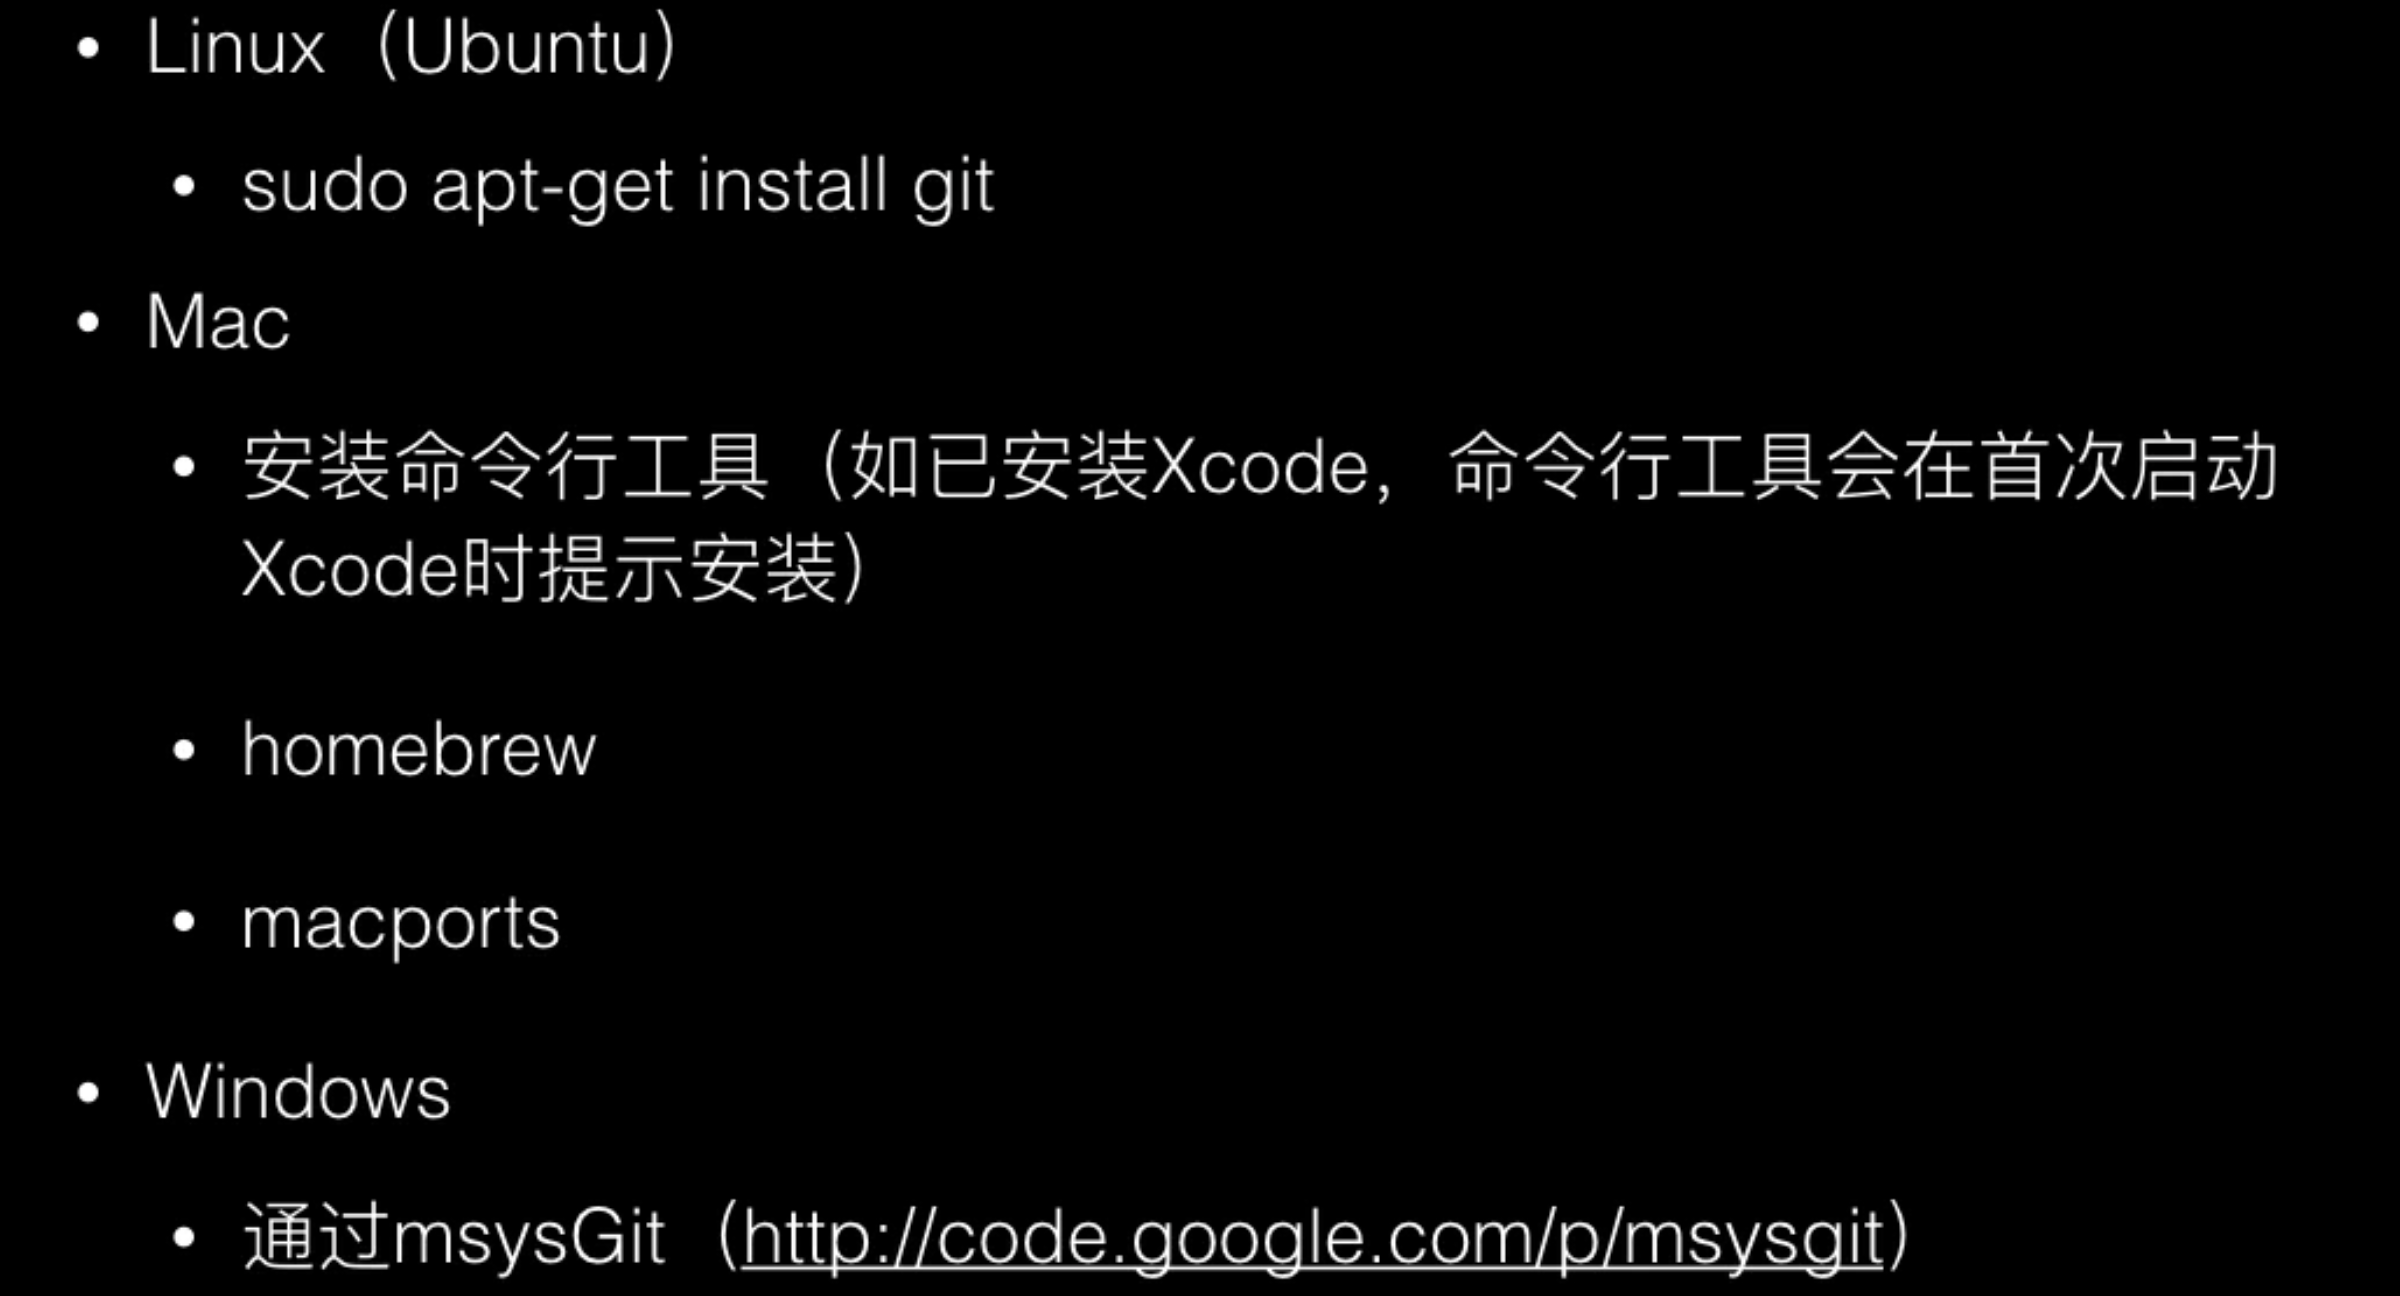 • Linux（Ubuntu）
• sudo apt-get install git
• Mac
• 安装命令行工具（如已安装Xcode，命令行工具会在首次启动
Xcode时提示安装）
• homebrew
• macports
• Windows
• 通过msysGit（http://code.google.com/p/msysgit）